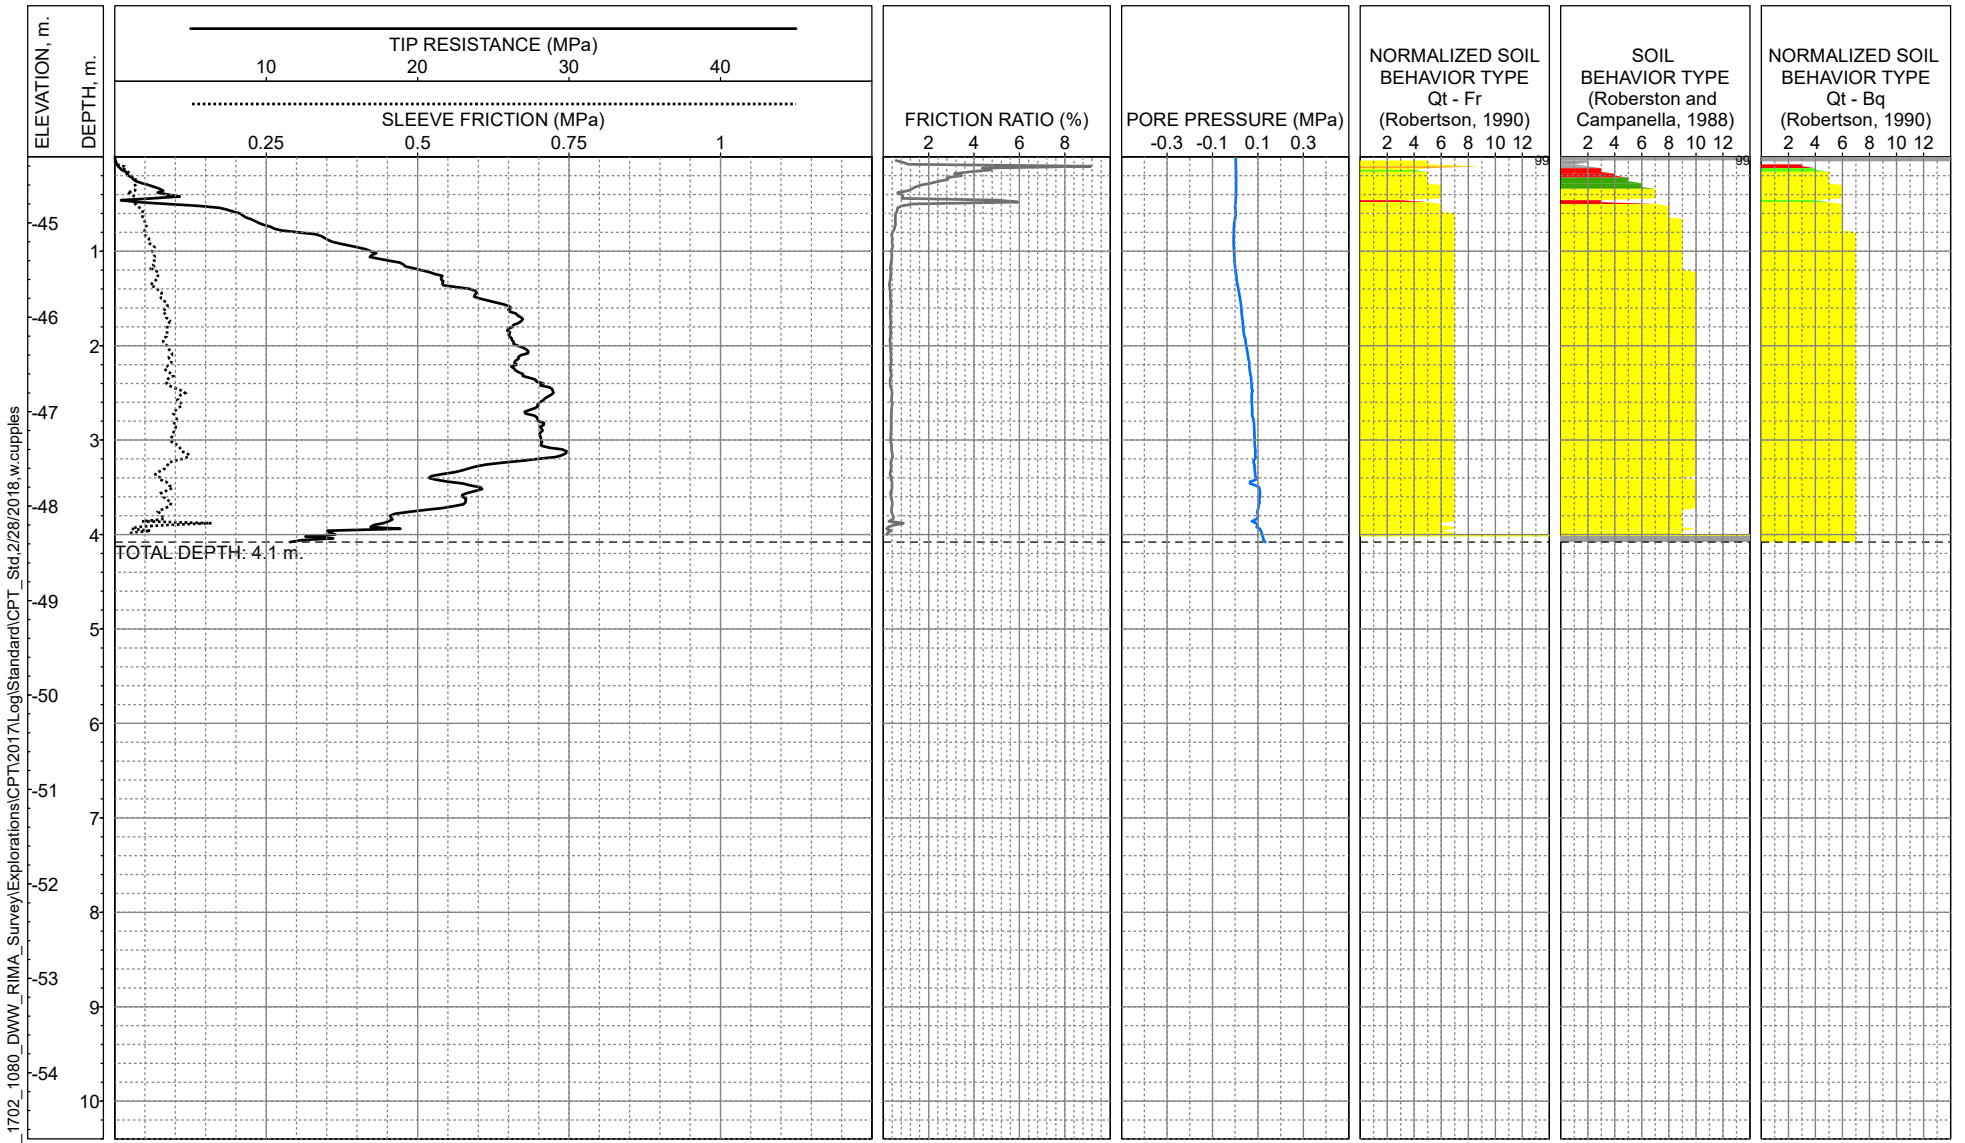 ELEVATION, m.
DEPTH, m.
TIP RESISTANCE (MPa)
10 20 30 40
SLEEVE FRICTION (MPa)
0.25 0.5 0.75 1
FRICTION RATIO (%)
2 4 6 8
PORE PRESSURE (MPa)
-0.3 -0.1 0.1 0.3
NORMALIZED SOIL
BEHAVIOR TYPE
Qt - Fr
(Robertson, 1990)
2 4 6 8 10 12
99
SOIL
BEHAVIOR TYPE
(Roberston and
Campanella, 1988)
2 4 6 8 10 12
99
NORMALIZED SOIL
BEHAVIOR TYPE
Qt - Bq
(Robertson, 1990)
2 4 6 8 10 12
-45
1
-46
2
-47
3
-48
4
TOTAL DEPTH: 4.1 m.
-49
5
-50
6
-51
7
-52
8
-53
9
-54
10
_1702_1080_DWW_RIMA_Survey\Explorations\CPT\2017\Log\Standard\CPT_Std,2/28/2018,w.cupples